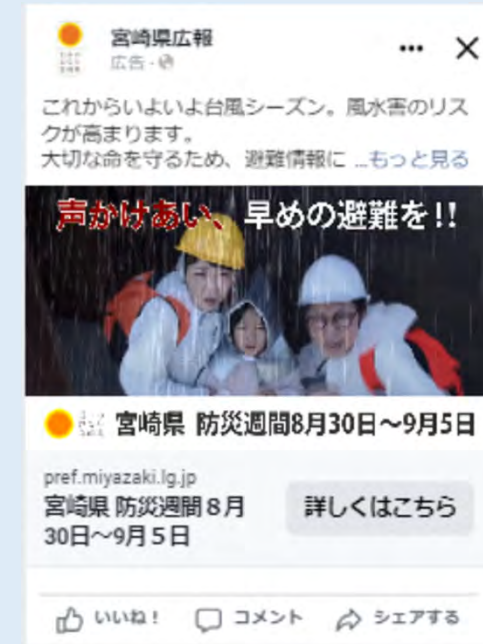 宮崎県広報
広告
これからいよいよ台風シーズン。風水害のリス
クが高まります。
大切な命を守るため、避難情報に ...もっと見る
声かけあい、早めの避難を!!
宮崎県 防災週間8月30日～9月5日
pref.miyazaki.lg.jp
宮崎県 防災週間８月
30日～9月５日
詳しくはこちら
いいね！
コメント
シェアする